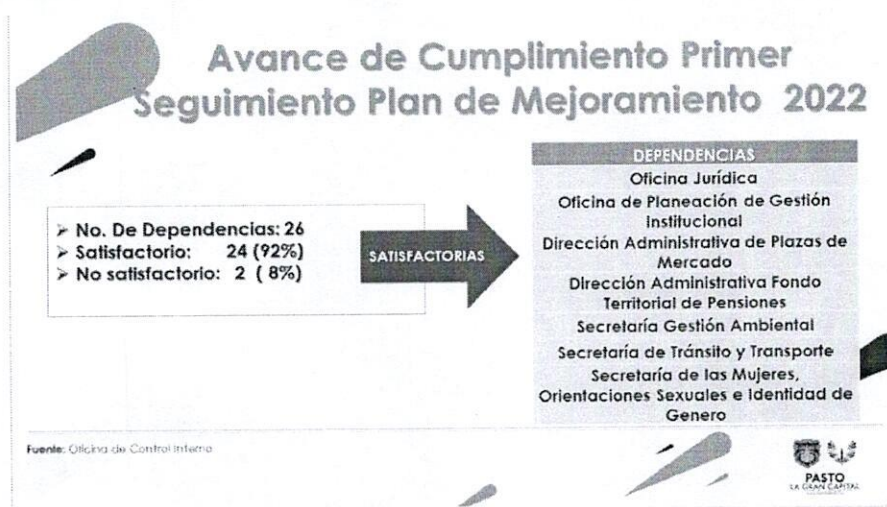 Avance de Cumplimiento Primer
Seguimiento Plan de Mejoramiento 2022
➢ No. De Dependencias: 26
➢ Satisfactorio: 24 (92%)
➢ No satisfactorio: 2 ( 8%)
SATISFACTORIAS
DEPENDENCIAS
Oficina Jurídica
Oficina de Planeación de Gestión
Institucional
Dirección Administrativa de Plazas de
Mercado
Dirección Administrativa Fondo
Territorial de Pensiones
Secretaría Gestión Ambiental
Secretaría de Tránsito y Transporte
Secretaría de las Mujeres,
Orientaciones Sexuales e Identidad de
Genero
Fuente: Oficina de Control Interno
PASTO
LA GRAN CAPITAL